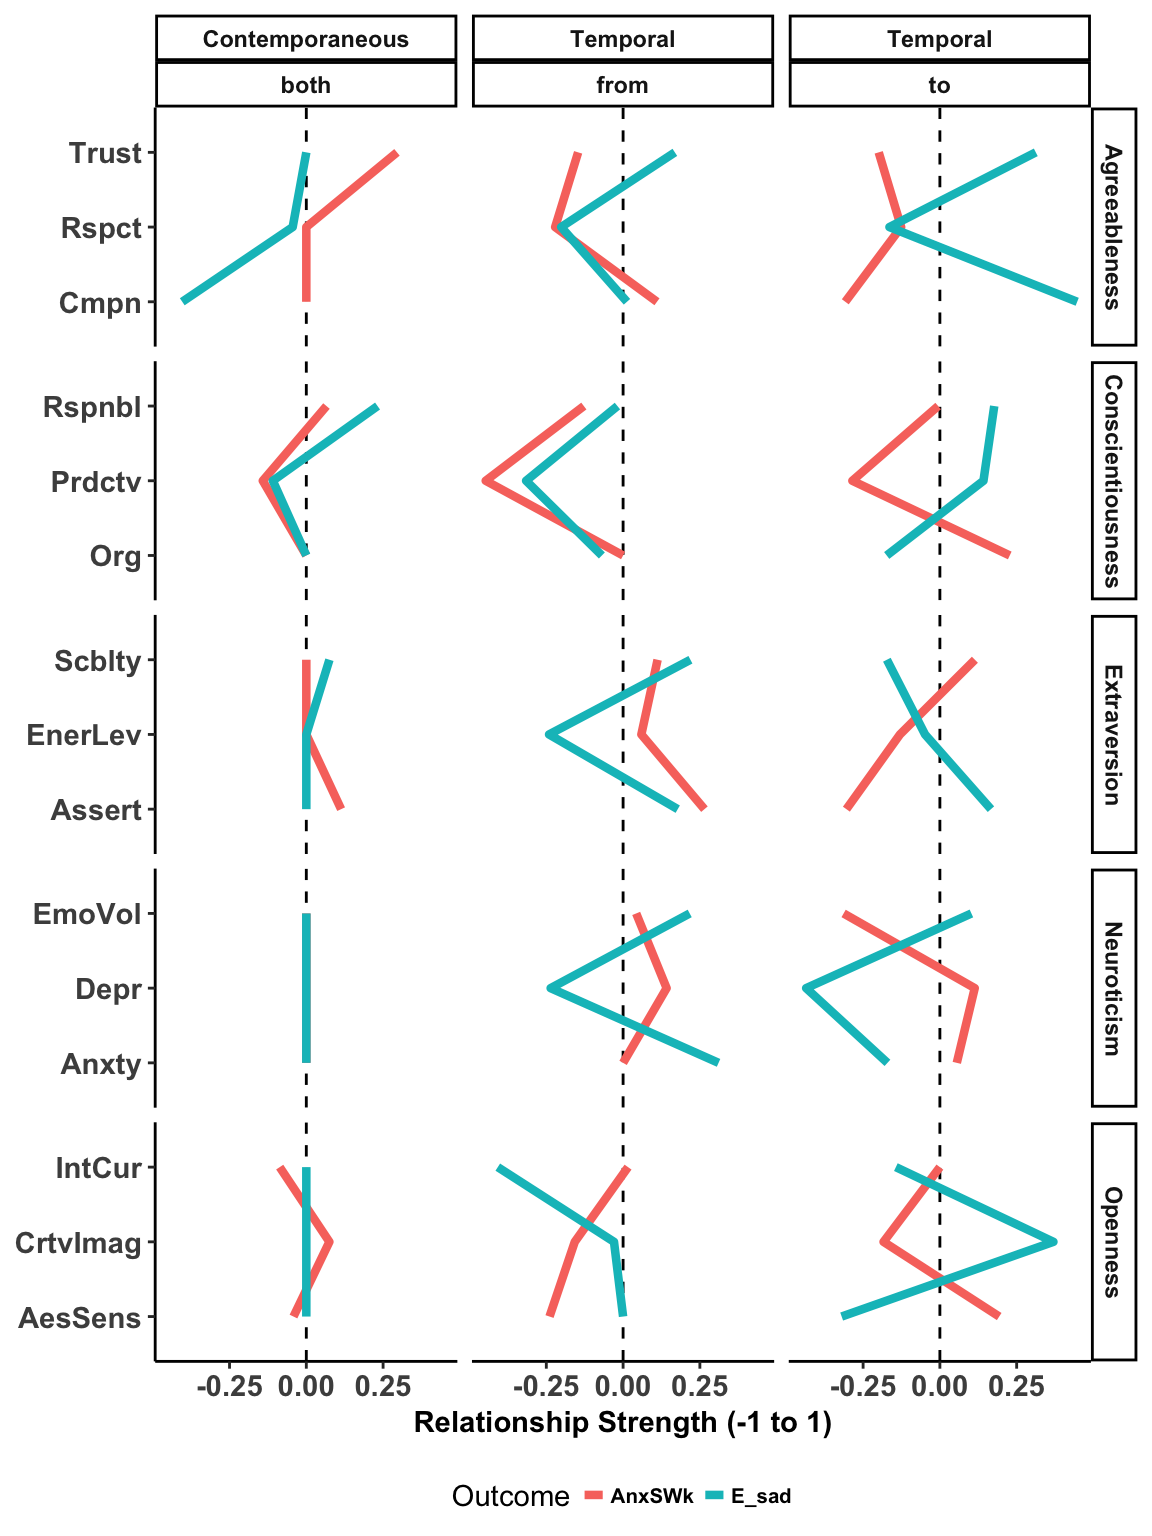 Contemporaneous Temporal Temporal
both from to
Trust
Rspct
Cmpn
Agreeableness
Rspnbl
Prdctv
Org
Conscientiousness
Scblty
EnerLev
Assert
Extraversion
EmoVol
Depr
Anxty
Neuroticism
IntCur
CrtvImag
AesSens
Openness
-0.25 0.00 0.25 -0.25 0.00 0.25 -0.25 0.00 0.25
Relationship Strength (-1 to 1)
Outcome AnxSWk E_sad